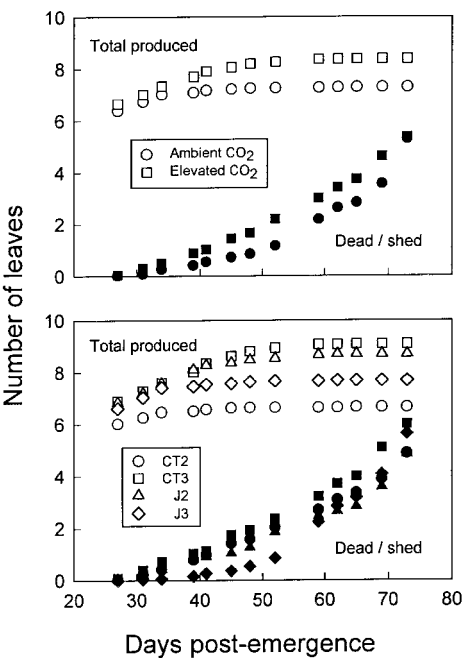 10
Total produced
8
6
Ambient CO2
Elevated CO2
4
2
Dead / shed
0
Number of leaves
10
Total produced
8
6
CT2
CT3
J2
J3
4
2
Dead / shed
0
20 30 40 50 60 70 80
Days post-emergence